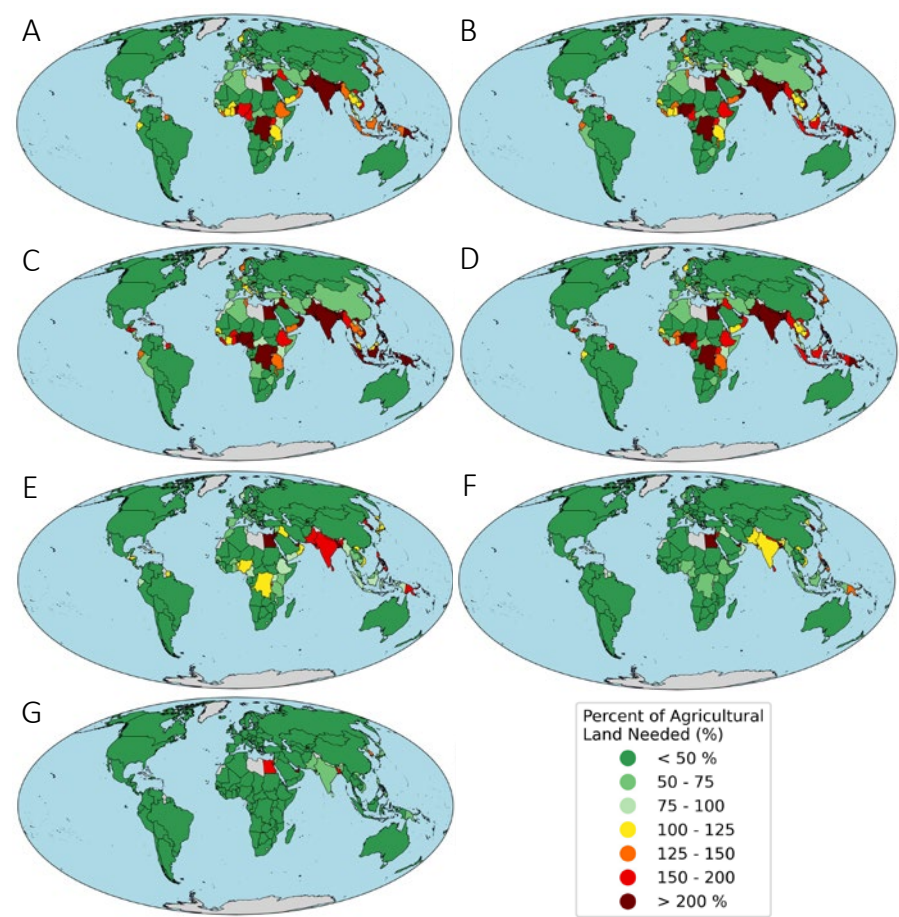 A
B
C
D
E
F
G
Percent of Agricultural
Land Needed (%)
< 50 %
50 - 75
75 - 100
100 - 125
125 - 150
150 - 200
> 200 %